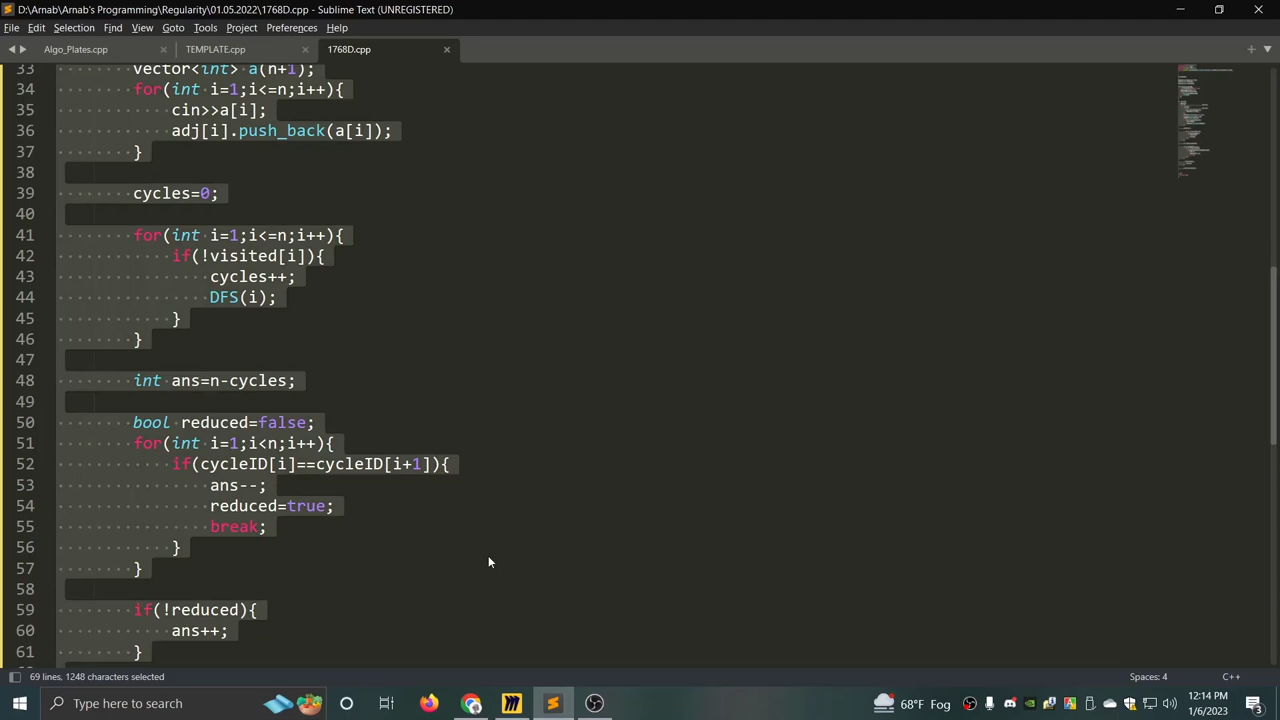 D:\Arnab\Arnab's Programming\Regularity\01.05.2022\1768D.cpp - Sublime Text (UNREGISTERED)
File Edit Selection Find View Goto Tools Project Preferences Help
Algo_Plates.cpp TEMPLATE.cpp 1768D.cpp
33 vector<int> a(n+1);
34 for(int i=1;i<=n;i++){
35 cin>>a[i];
36 adj[i].push_back(a[i]);
37 }
38
39 cycles=0;
40
41 for(int i=1;i<=n;i++){
42 if(!visited[i]){
43 cycles++;
44 DFS(i);
45 }
46 }
47
48 int ans=n-cycles;
49
50 bool reduced=false;
51 for(int i=1;i<n;i++){
52 if(cycleID[i]==cycleID[i+1]){
53 ans--;
54 reduced=true;
55 break;
56 }
57 }
58
59 if(!reduced){
60 ans++;
61 }
69 lines, 1248 characters selected Spaces: 4 C++
Type here to search 68°F Fog 12:14 PM
1/6/2023 3